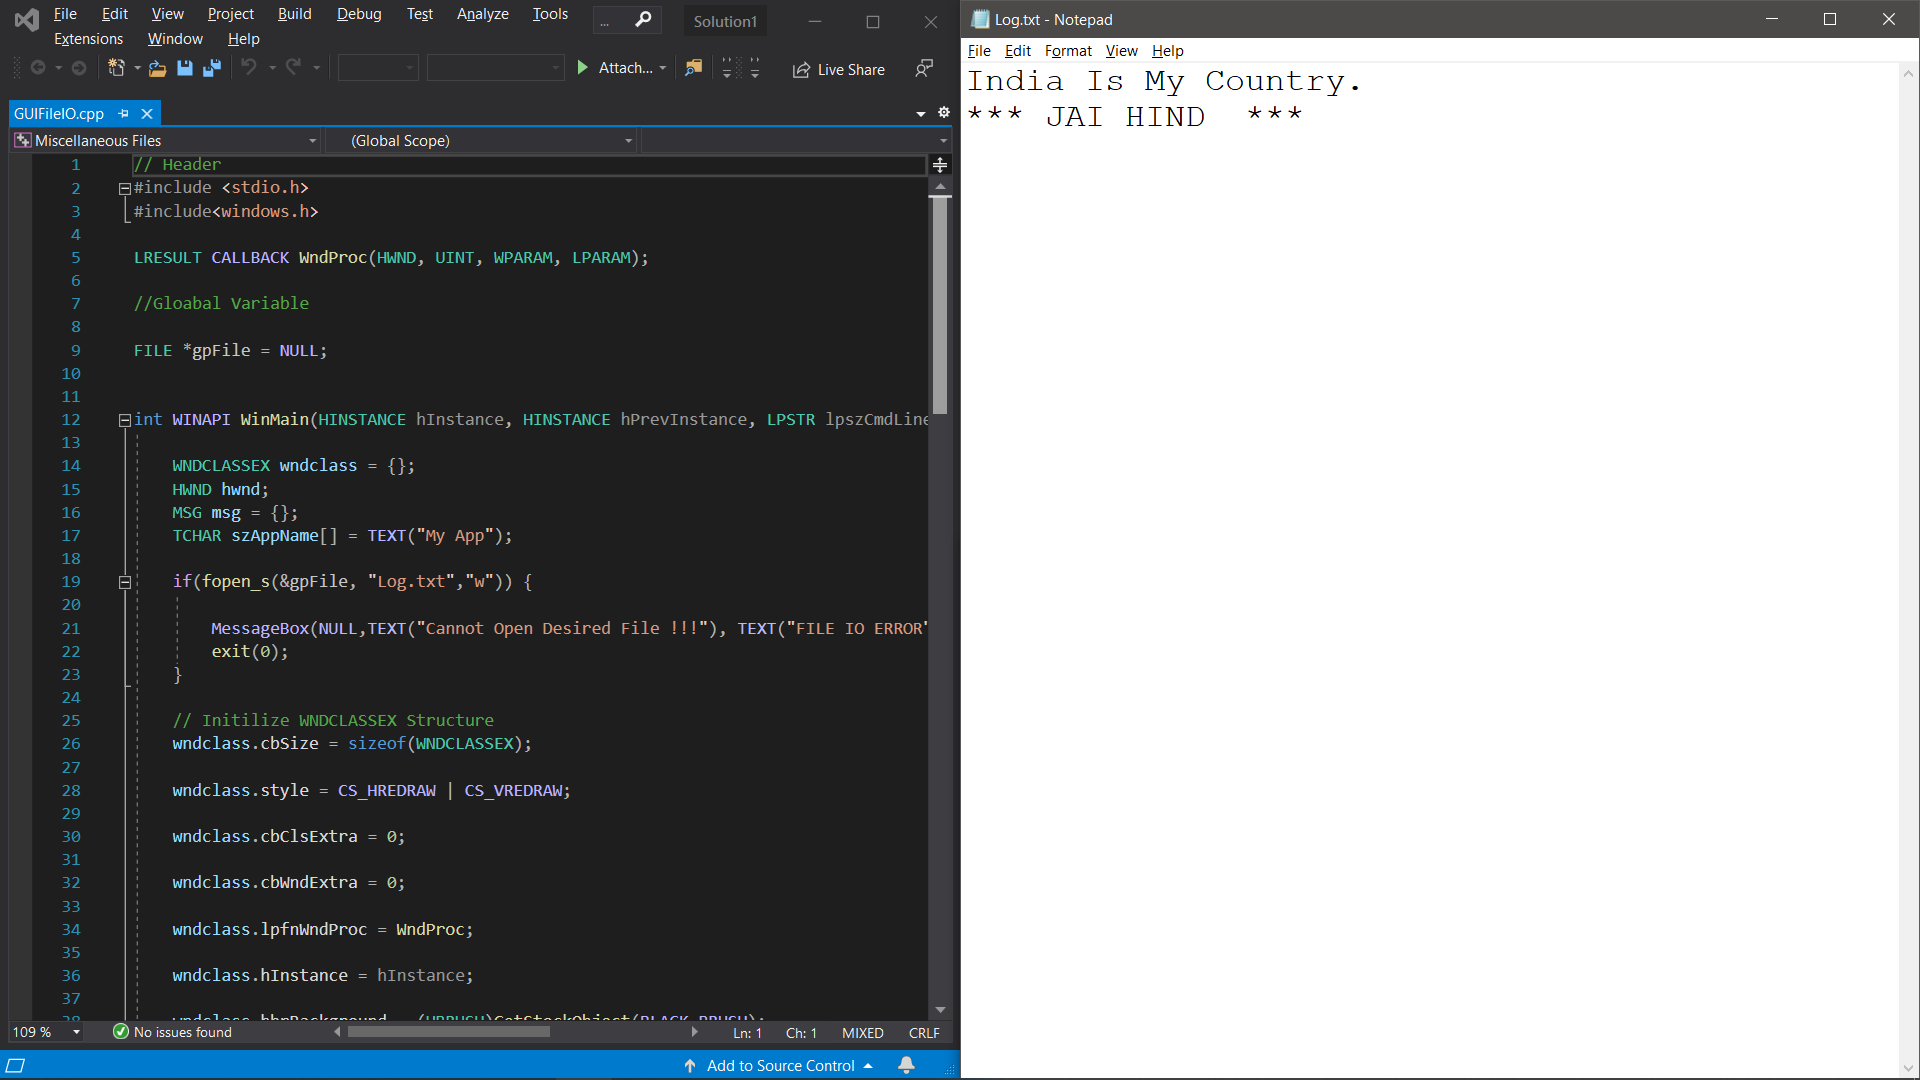 File Edit View Project Build Debug Test Analyze Tools ... Solution1
Extensions Window Help
Attach... Live Share
GUIFileIO.cpp
Miscellaneous Files (Global Scope)
1 // Header
2 #include <stdio.h>
3 #include<windows.h>
4
5 LRESULT CALLBACK WndProc(HWND, UINT, WPARAM, LPARAM);
6
7 //Gloabal Variable
8
9 FILE *gpFile = NULL;
10
11
12 int WINAPI WinMain(HINSTANCE hInstance, HINSTANCE hPrevInstance, LPSTR lpszCmdLine
13
14 WNDCLASSEX wndclass = {};
15 HWND hwnd;
16 MSG msg = {};
17 TCHAR szAppName[] = TEXT("My App");
18
19 if(fopen_s(&gpFile, "Log.txt","w")) {
20
21 MessageBox(NULL,TEXT("Cannot Open Desired File !!!"), TEXT("FILE IO ERROR"
22 exit(0);
23 }
24
25 // Initilize WNDCLASSEX Structure
26 wndclass.cbSize = sizeof(WNDCLASSEX);
27
28 wndclass.style = CS_HREDRAW | CS_VREDRAW;
29
30 wndclass.cbClsExtra = 0;
31
32 wndclass.cbWndExtra = 0;
33
34 wndclass.lpfnWndProc = WndProc;
35
36 wndclass.hInstance = hInstance;
37
38 wndclass.hbrBackground = (HBRUSH)GetStockObject(BLACK_BRUSH);
109 % No issues found Ln: 1 Ch: 1 MIXED CRLF
Add to Source Control
Log.txt - Notepad
File Edit Format View Help
India Is My Country.
*** JAI HIND  ***